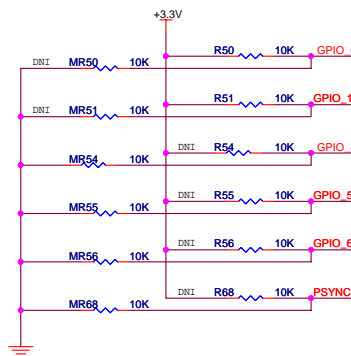 +3.3V
R50 10K GPIO_
DNI MR50 10K
R51 10K GPIO_1
DNI MR51 10K
DNI R54 10K GPIO_
MR54 10K
DNI R55 10K GPIO_5
MR55 10K
DNI R56 10K GPIO_6
MR56 10K
DNI R68 10K PSYNC
MR68 10K